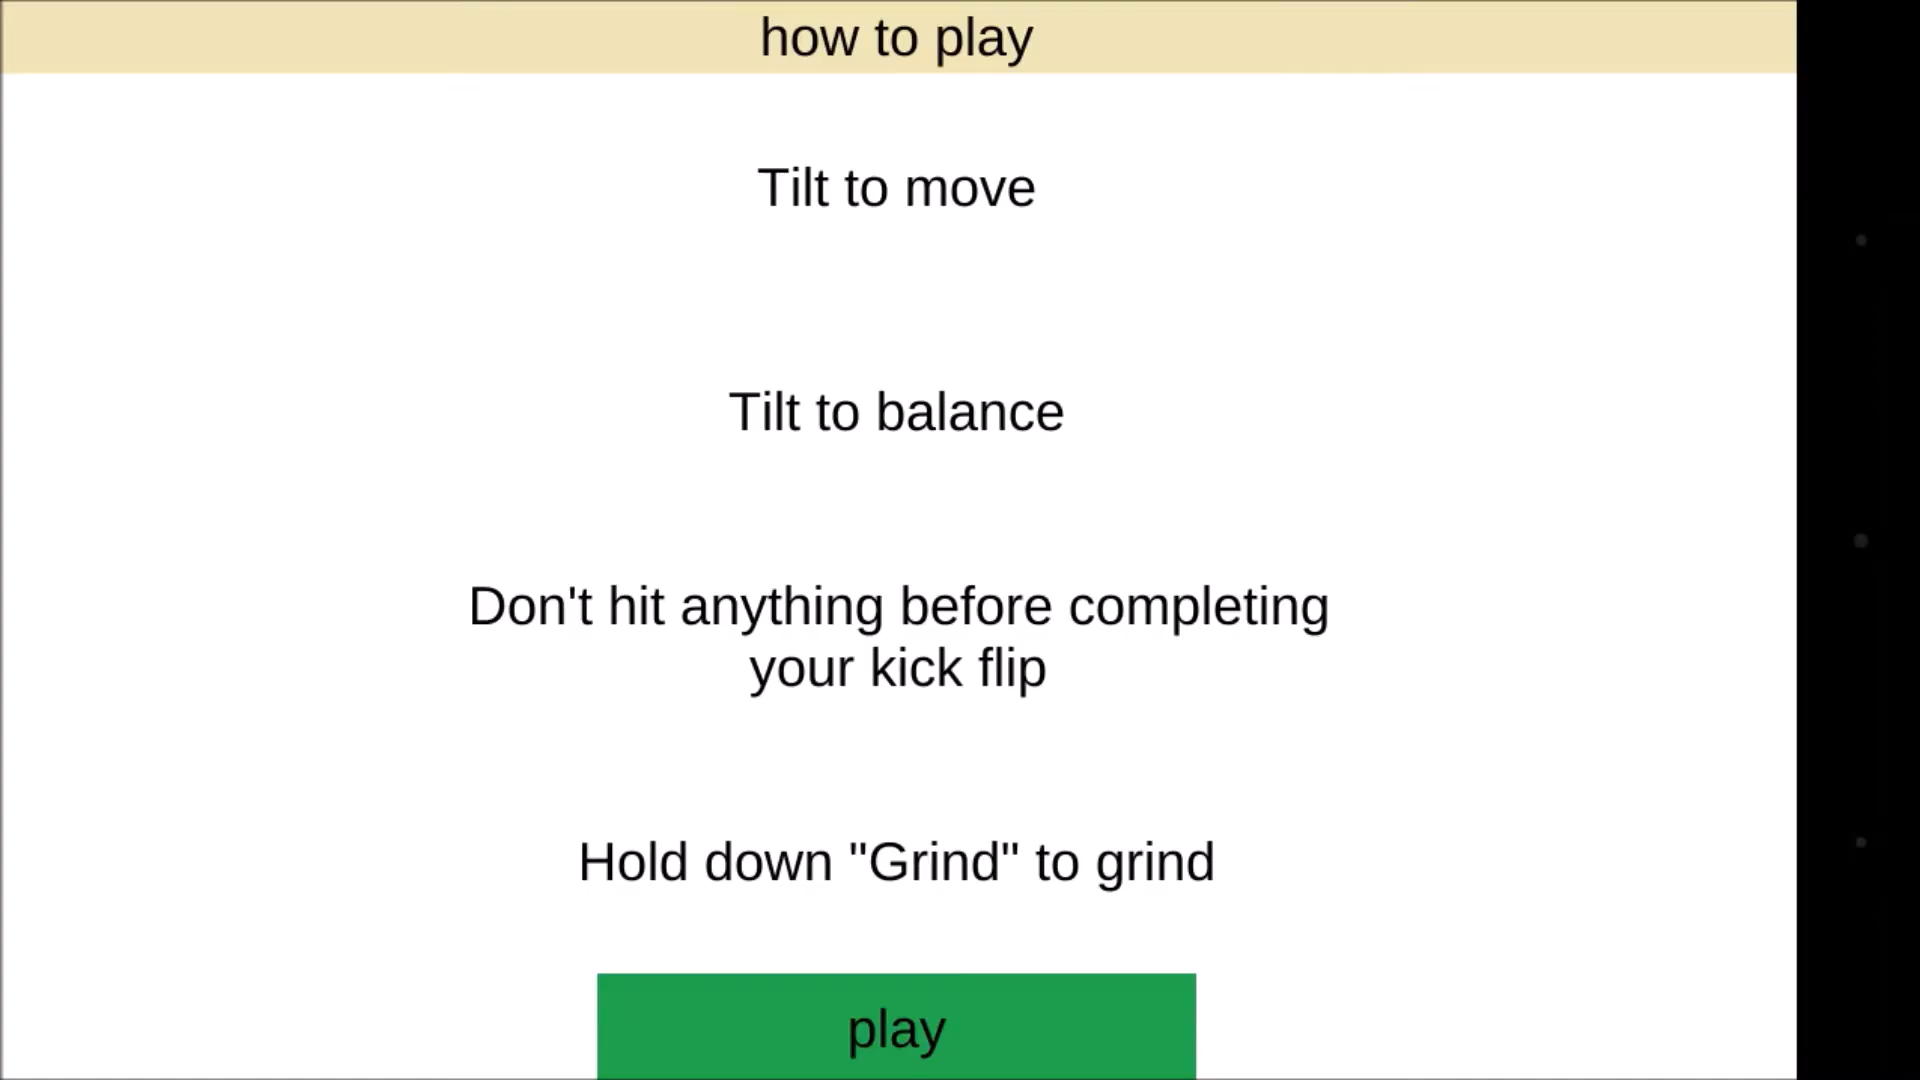 how to play
Tilt to move
Tilt to balance
Don't hit anything before completing
your kick flip
Hold down "Grind" to grind
play